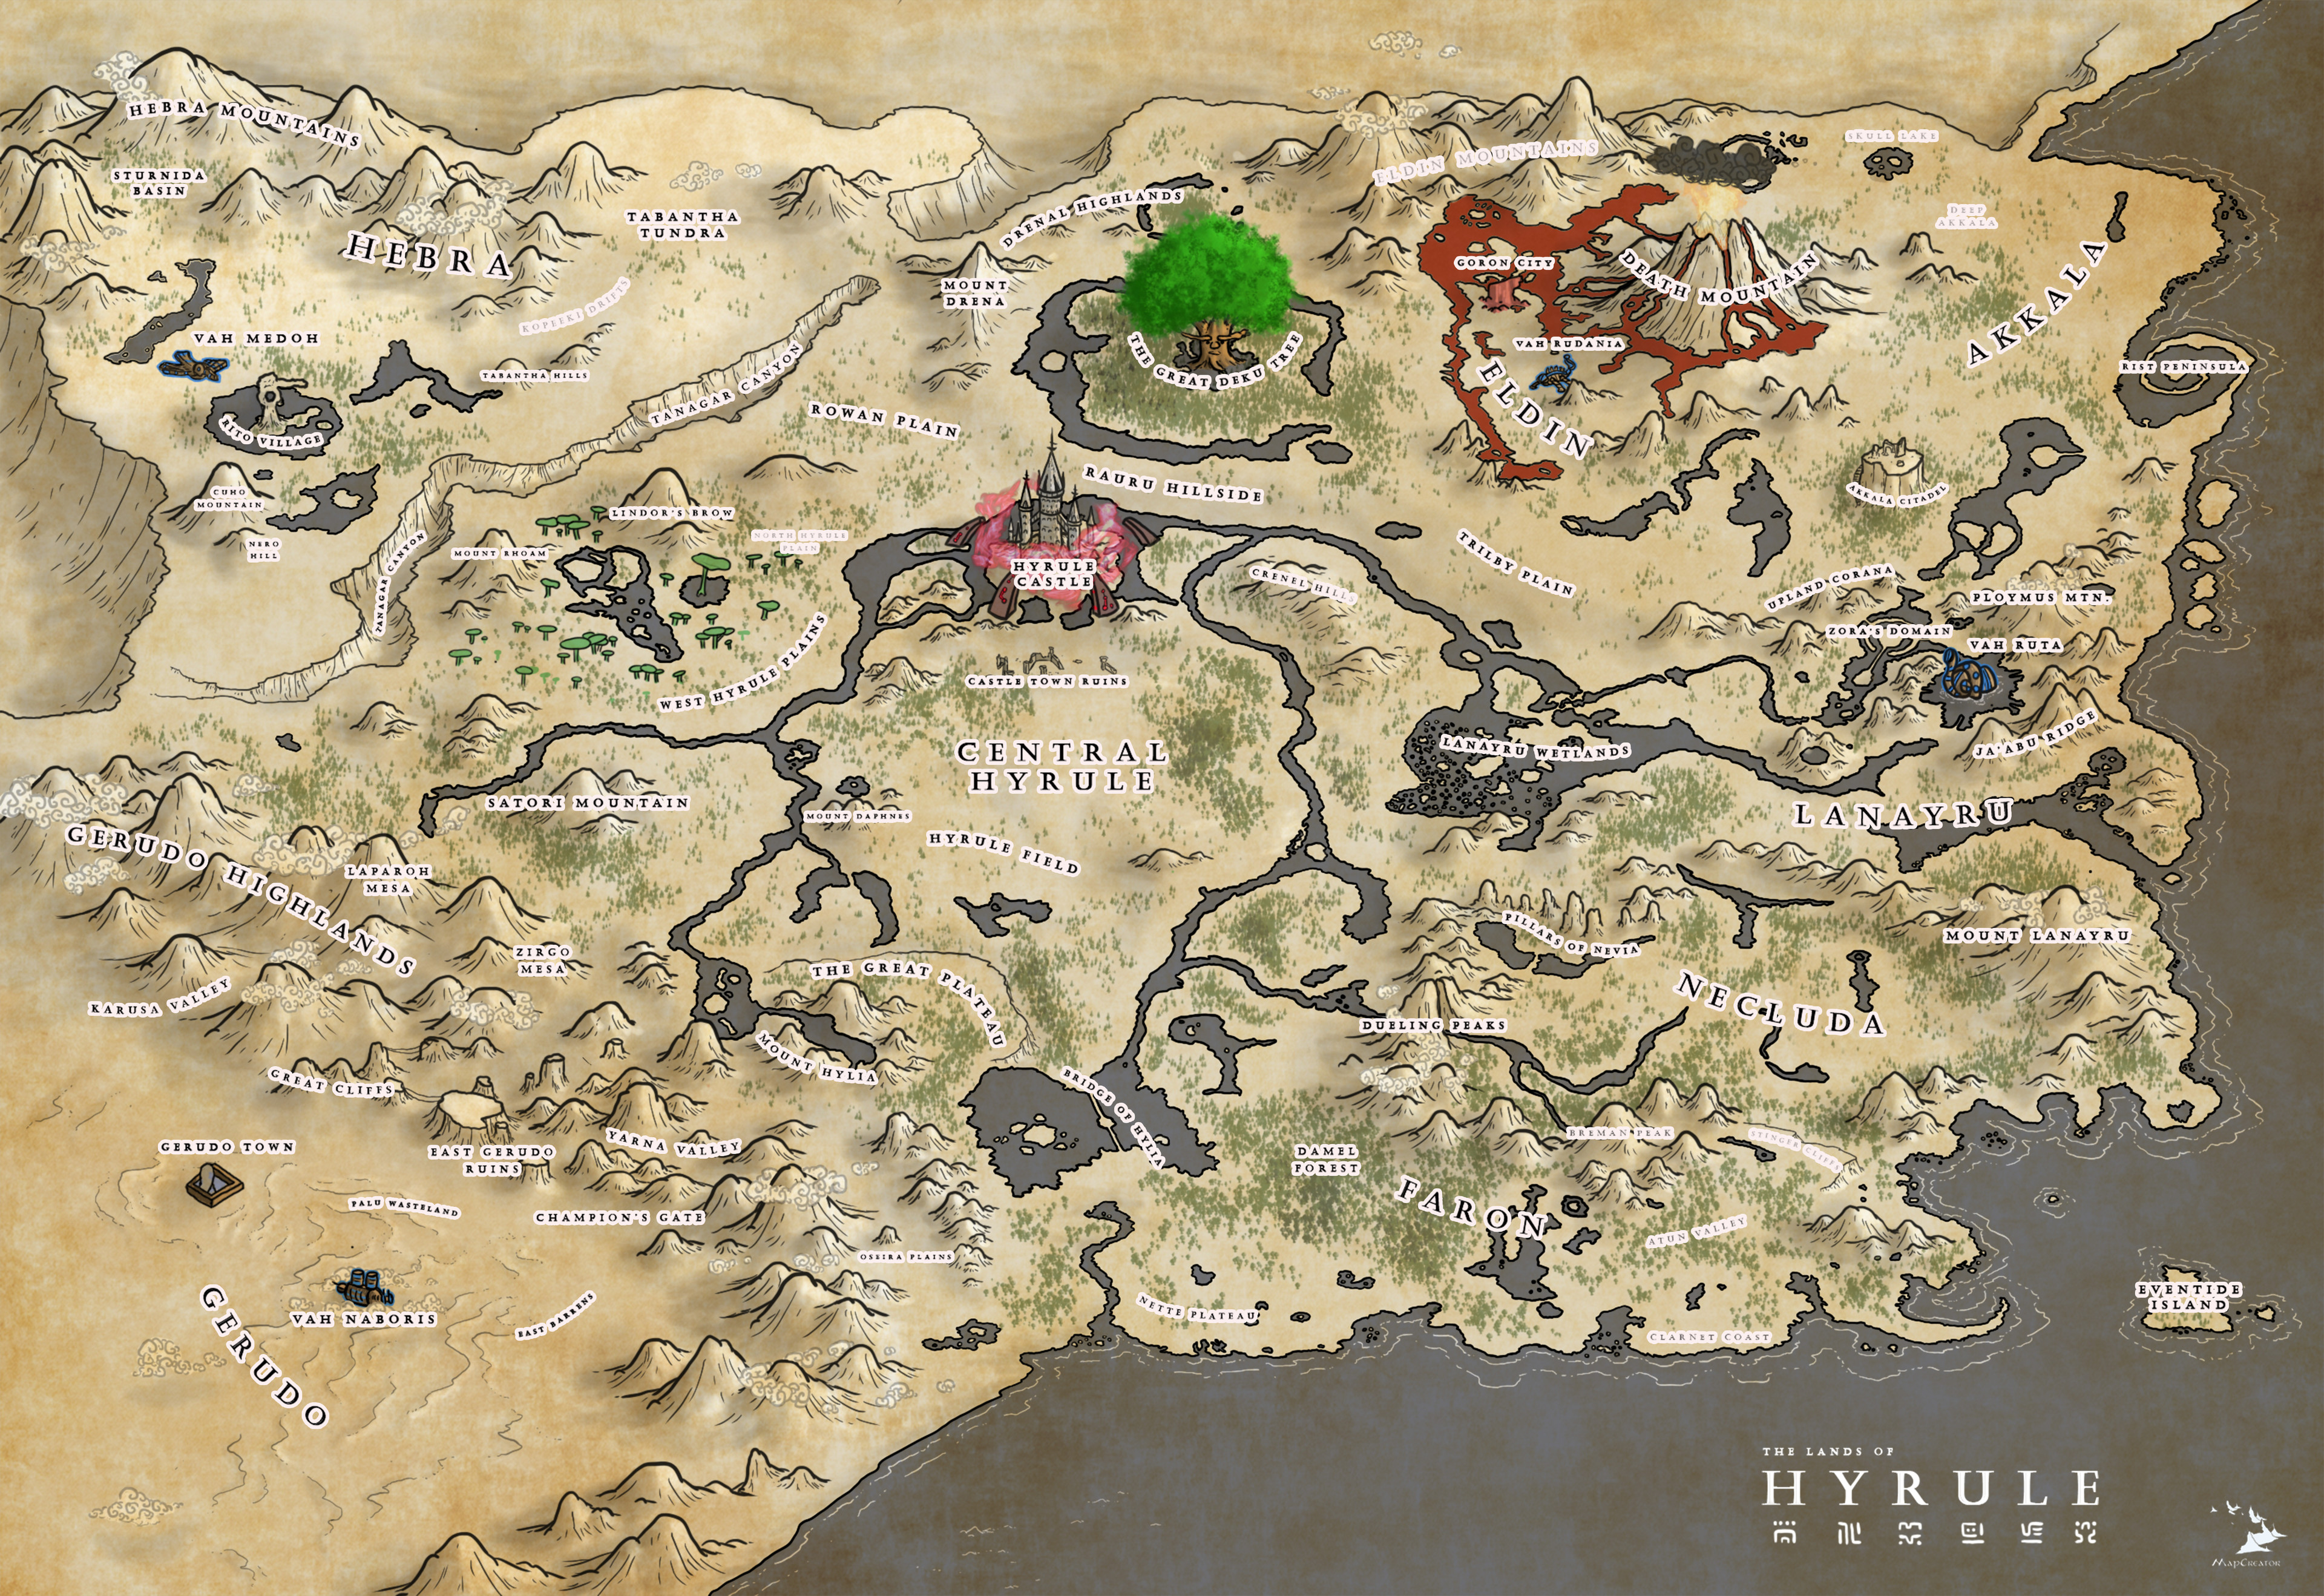 HEBRA MOUNTAINS
SKULL LAKE
ELDIN MOUNTAINS
STURNIDA
BASIN
TABANTHA
TUNDRA
DRENAL HIGHLANDS
DEEP
AKKALA
HEBRA
GORON CITY
DEATH MOUNTAIN
MOUNT
DRENA
KOPEEKI DRIFTS
AKKALA
VAH MEDOH
VAH RUDANIA
THE GREAT DEKU TREE
TABANTHA HILLS
TANAGAR CANYON
RIST PENINSULA
ELDIN
ROWAN PLAIN
RITO VILLAGE
RAURU HILLSIDE
CUHO
MOUNTAIN
LINDOR'S BROW
AKKALA CITADEL
NORTH HYRULE
PLAIN
NERO
HILL
MOUNT RHOAM
TANAGAR CANYON
HYRULE
CASTLE
CRENEL HILLS
TRILBY PLAIN
UPLAND CORANA
PLOYMUS MTN.
ZORA'S DOMAIN
VAH RUTA
WEST HYRULE PLAINS
CASTLE TOWN RUINS
CENTRAL
HYRULE
LANAYRU WETLANDS
JA'ABU RIDGE
SATORI MOUNTAIN
MOUNT DAPHNES
LANAYRU
HYRULE FIELD
GERUDO HIGHLANDS
LAPAROH
MESA
PILLARS OF NEVIA
MOUNT LANAYRU
ZIRGO
MESA
THE GREAT PLATEAU
KARUSA VALLEY
NECLUDA
DUELING PEAKS
MOUNT HYLIA
GREAT CLIFFS
BRIDGE OF HYLIA
GERUDO TOWN
EAST GERUDO
RUINS
YARNA VALLEY
DAMEL
FOREST
BREMAN PEAK
STINGER CLIFFS
PALU WASTELAND
CHAMPION'S GATE
FARON
ATUN VALLEY
OSEIRA PLAINS
VAH NABORIS
EAST BARRENS
NETTE PLATEAU
CLARNET COAST
EVENTIDE
ISLAND
GERUDO
THE LANDS OF
HYRULE
MAPCREATOR